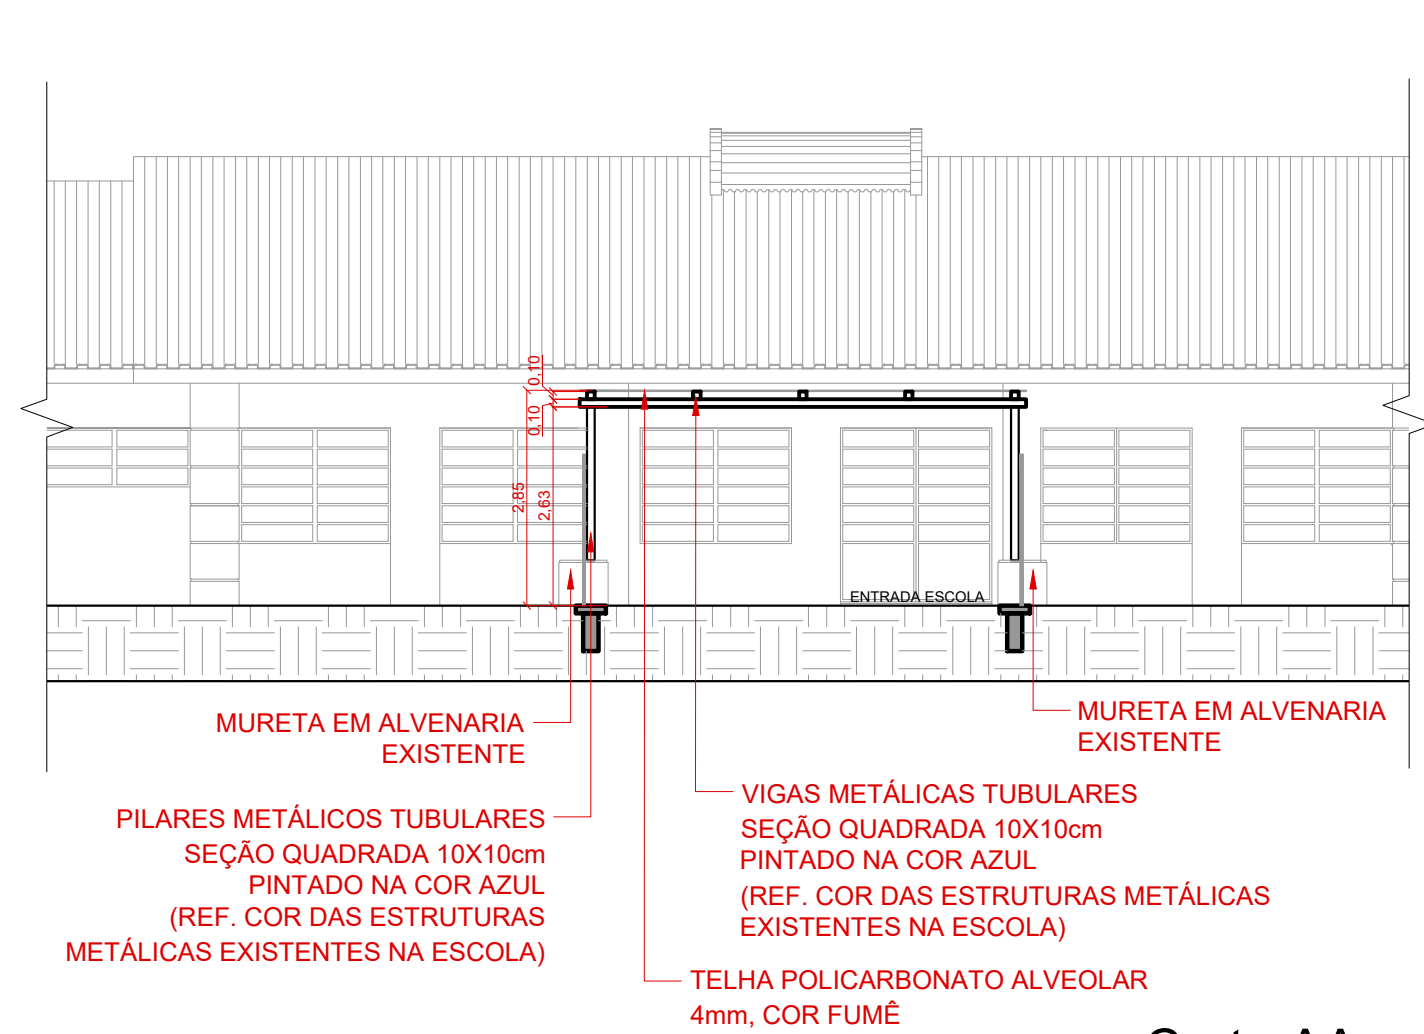 0,10
0,10
2,85
2,63
ENTRADA ESCOLA
MURETA EM ALVENARIA
EXISTENTE
MURETA EM ALVENARIA
EXISTENTE
PILARES METÁLICOS TUBULARES
SEÇÃO QUADRADA 10X10cm
PINTADO NA COR AZUL
(REF. COR DAS ESTRUTURAS
METÁLICAS EXISTENTES NA ESCOLA)
VIGAS METÁLICAS TUBULARES
SEÇÃO QUADRADA 10X10cm
PINTADO NA COR AZUL
(REF. COR DAS ESTRUTURAS METÁLICAS
EXISTENTES NA ESCOLA)
TELHA POLICARBONATO ALVEOLAR
4mm, COR FUMÊ